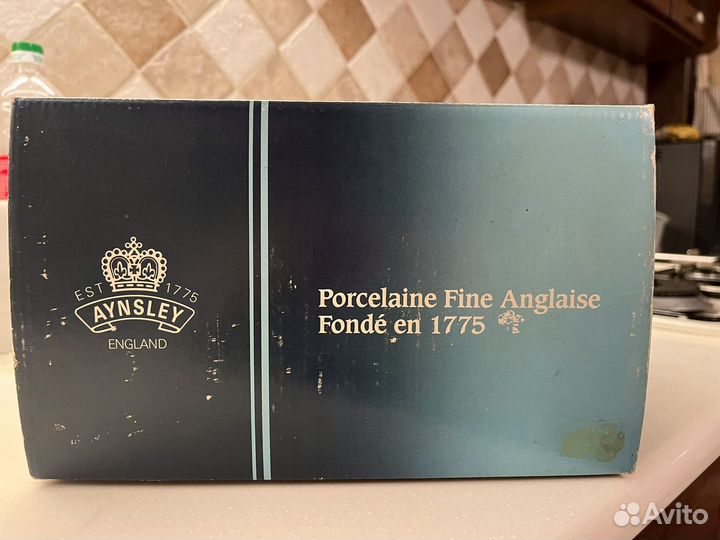 EST 1775
AYNSLEY
ENGLAND
Porcelaine Fine Anglaise
Fondé en 1775
Avito